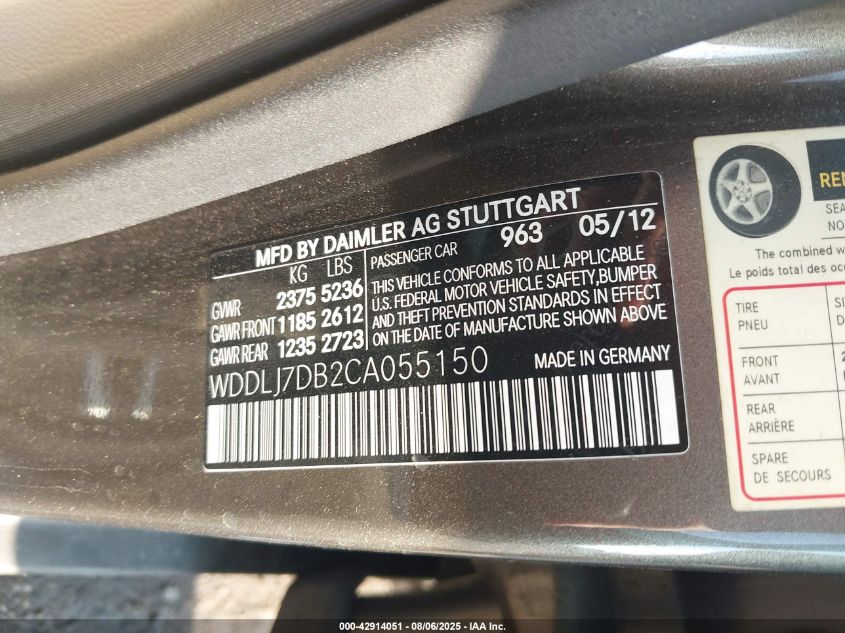 MFD BY DAIMLER AG STUTTGART
KG LBS
GVWR 2375 5236
GAWR FRONT 1185 2612
GAWR REAR 1235 2723
PASSENGER CAR 963 05/12
THIS VEHICLE CONFORMS TO ALL APPLICABLE
U.S. FEDERAL MOTOR VEHICLE SAFETY,BUMPER
AND THEFT PREVENTION STANDARDS IN EFFECT
ON THE DATE OF MANUFACTURE SHOWN ABOVE
WDDLJ7DB2CA055150 MADE IN GERMANY
The combined w
Le poids total des occ
TIRE
PNEU
FRONT
AVANT
REAR
ARRIÈRE
SPARE
DE SECOURS
000-42914051 - 08/06/2025 - IAA Inc.